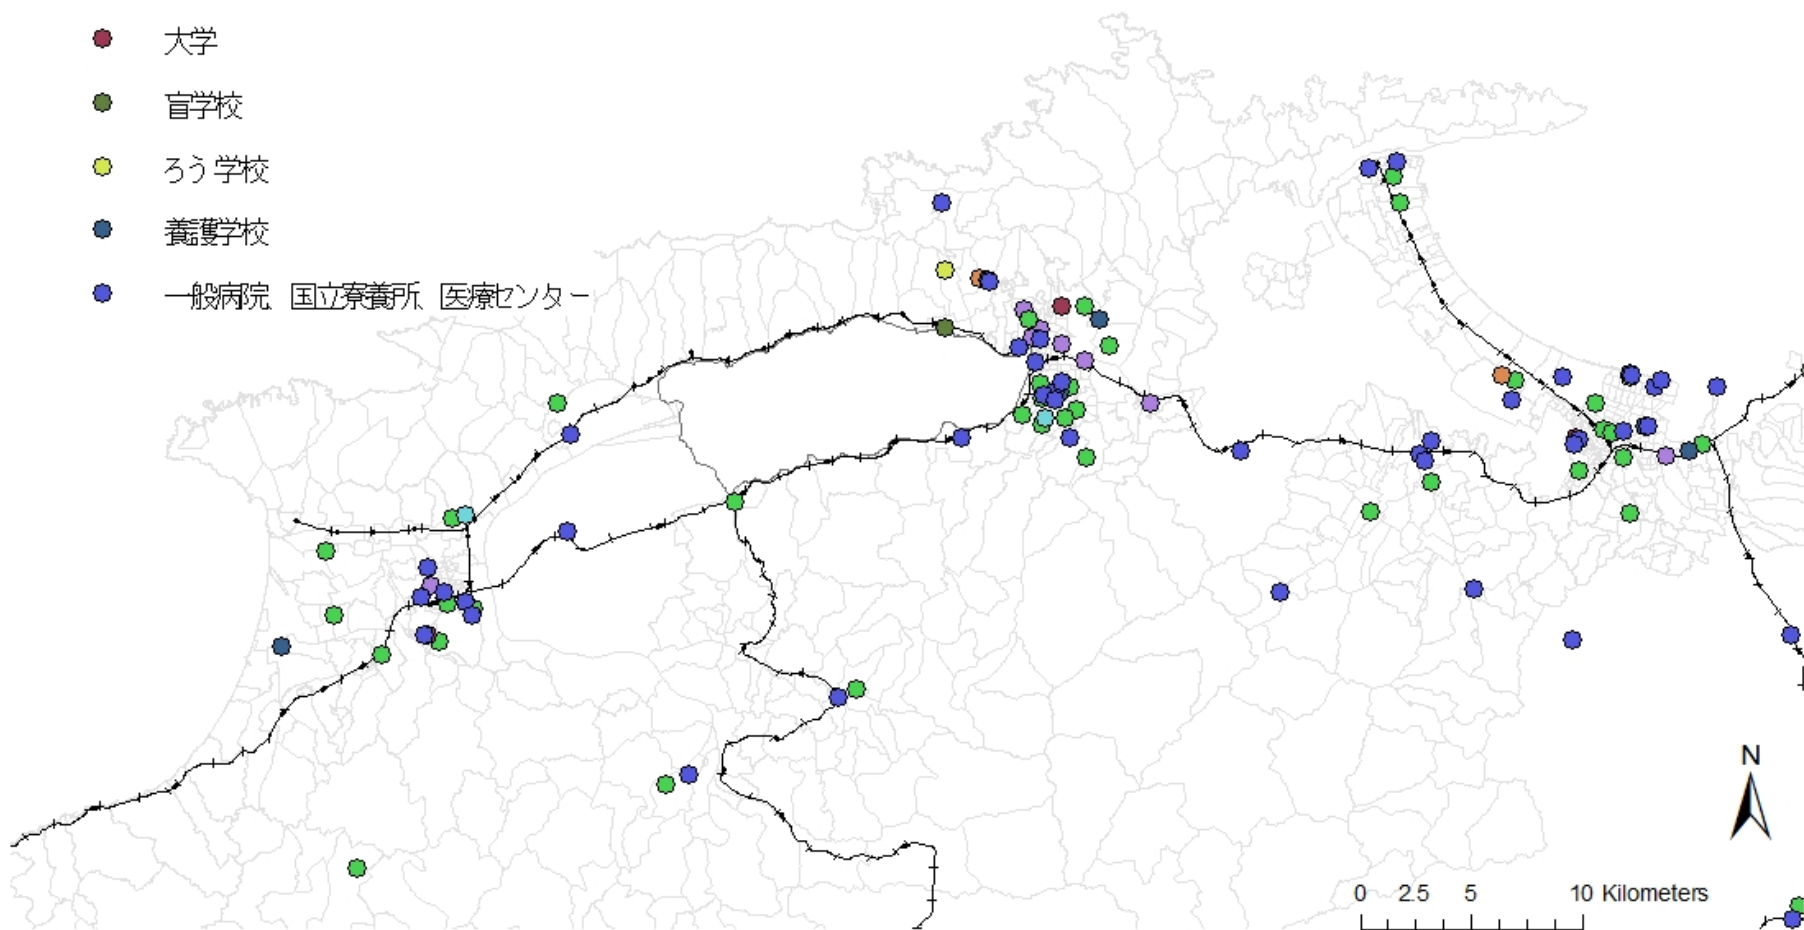 大学
盲学校
ろう学校
養護学校
一般病院、国立寮養所、医療センター
N
0 2.5 5 10 Kilometers